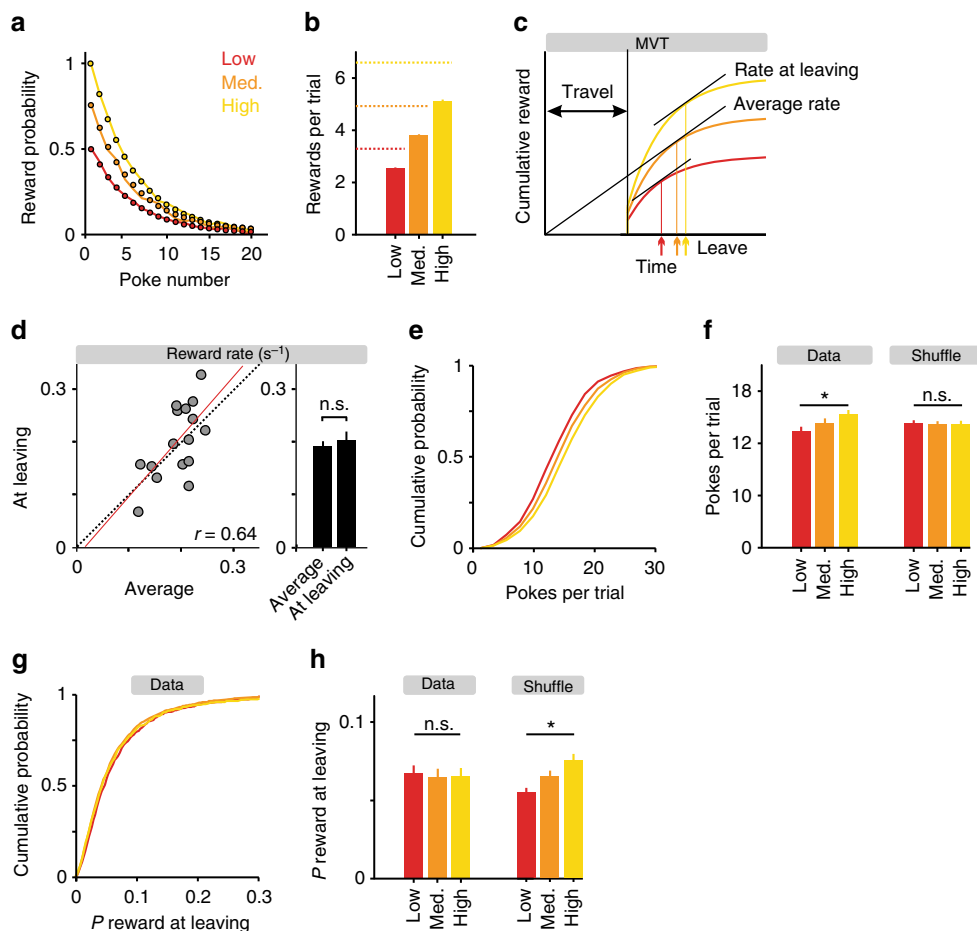 a
Reward probability
1
0.5
0
0
5
10
15
20
Poke number
Low
Med.
High
b
Rewards per trial
6
4
2
0
Low
Med.
High
c
MVT
Cumulative reward
Travel
Rate at leaving
Average rate
Leave
Time
d
Reward rate (s⁻¹)
At leaving
0.3
0
0
0.3
Average
r = 0.64
0.3
0
n.s.
Average
At leaving
e
Cumulative probability
1
0.5
0
0
10
20
30
Pokes per trial
f
Data
Shuffle
Pokes per trial
18
12
10
0
*
n.s.
Low
Med.
High
Low
Med.
High
g
Data
Cumulative probability
1
0.5
0
0
0.1
0.2
0.3
P reward at leaving
h
Data
Shuffle
P reward at leaving
0.1
0
n.s.
*
Low
Med.
High
Low
Med.
High